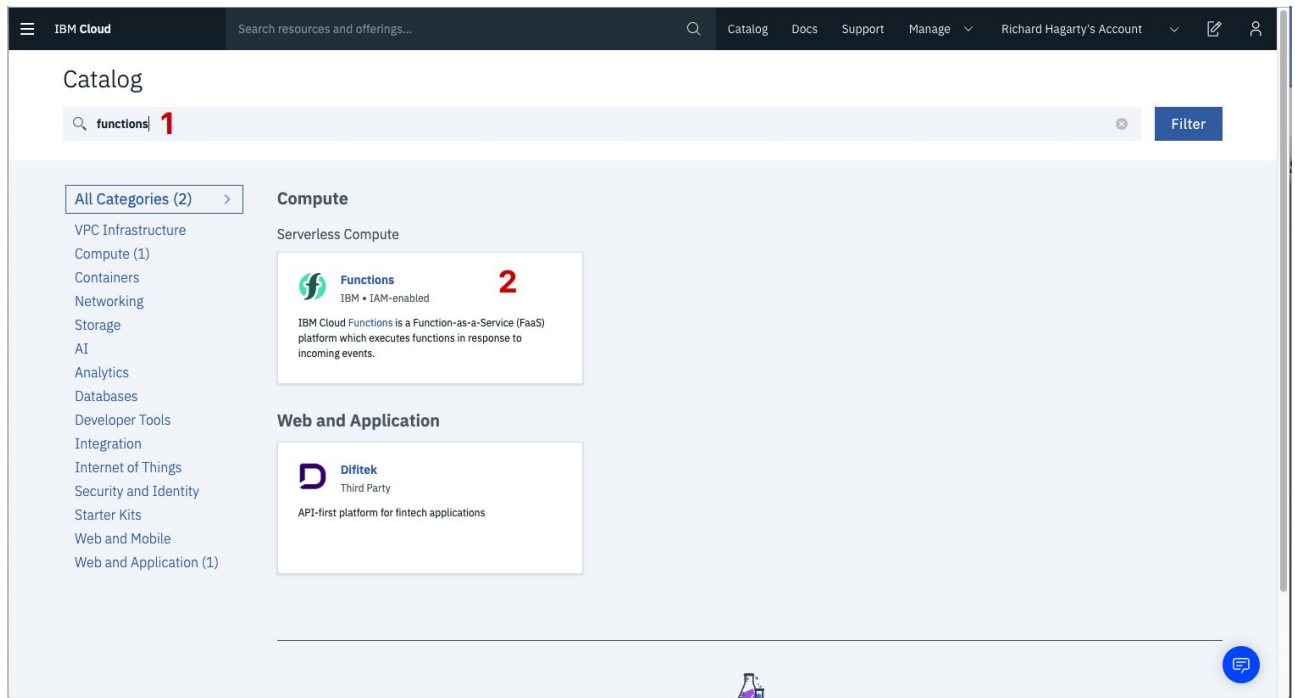 IBM Cloud
Search resources and offerings...
Catalog
Docs
Support
Manage
Richard Hagarty's Account
Catalog
functions
1
Filter
All Categories (2)
VPC Infrastructure
Compute (1)
Containers
Networking
Storage
AI
Analytics
Databases
Developer Tools
Integration
Internet of Things
Security and Identity
Starter Kits
Web and Mobile
Web and Application (1)
Compute
Serverless Compute
Functions
2
IBM • IAM-enabled
IBM Cloud Functions is a Function-as-a-Service (FaaS)
platform which executes functions in response to
incoming events.
Web and Application
Difitek
Third Party
API-first platform for fintech applications